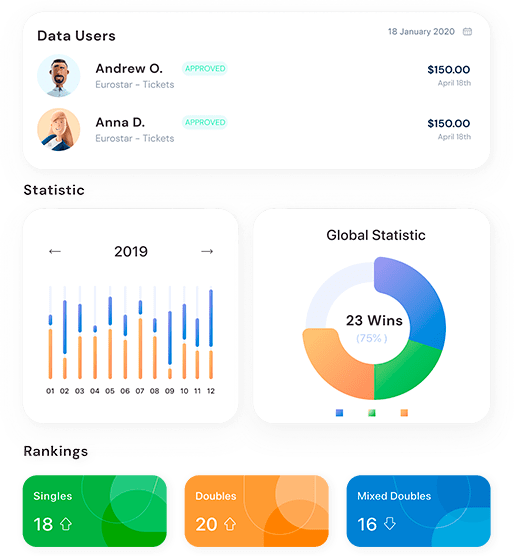 Data Users
18 January 2020
Andrew O. APPROVED
$150.00
Eurostar - Tickets
April 18th
Anna D. APPROVED
$150.00
Eurostar - Tickets
April 18th
Statistic
← 2019 →
01 02 03 04 05 06 07 08 09 10 11 12
Global Statistic
23 Wins
(75% )
Rankings
Singles
18
Doubles
20
Mixed Doubles
16